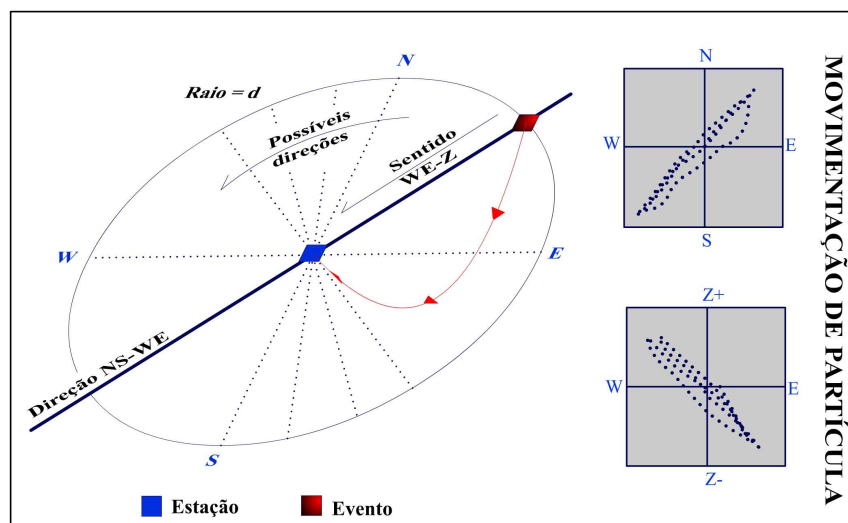 N
Raio = d
Possíveis
direções
Sentido
WE-Z
W
E
Direção NS-WE
S
Estação
Evento
N
W
E
S
Z+
W
E
Z-
MOVIMENTAÇÃO DE PARTÍCULA